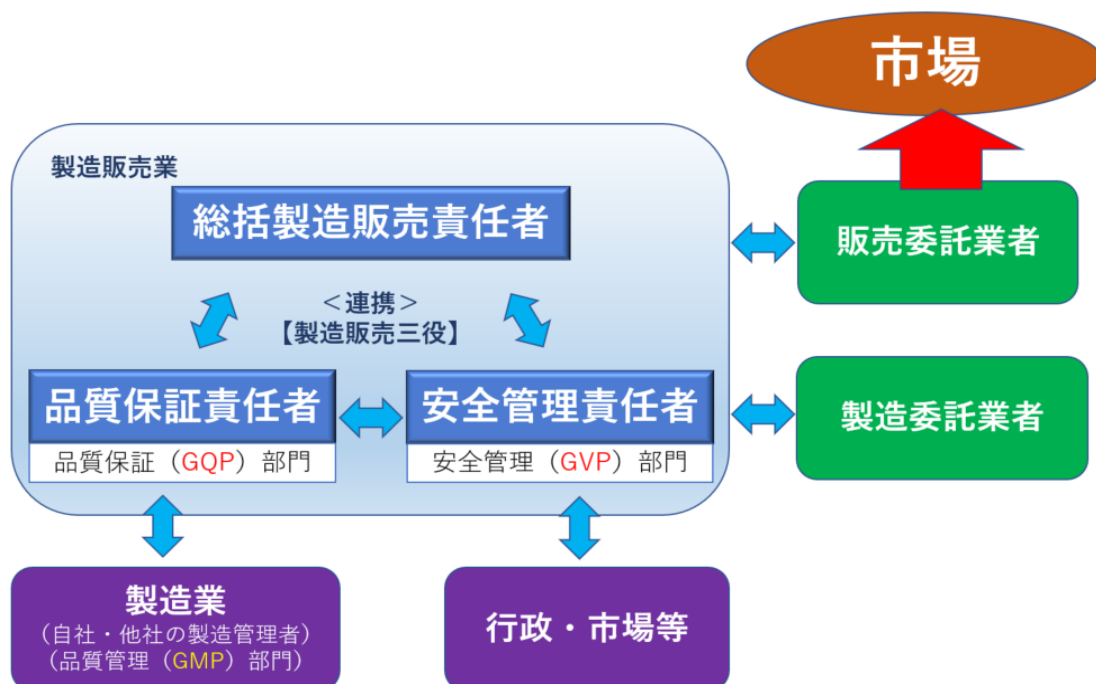 市場
製造販売業
総括製造販売責任者
販売委託業者
＜連携＞
【製造販売三役】
品質保証責任者
安全管理責任者
製造委託業者
品質保証（GQP）部門
安全管理（GVP）部門
製造業
（自社・他社の製造管理者）
（品質管理（GMP）部門）
行政・市場等